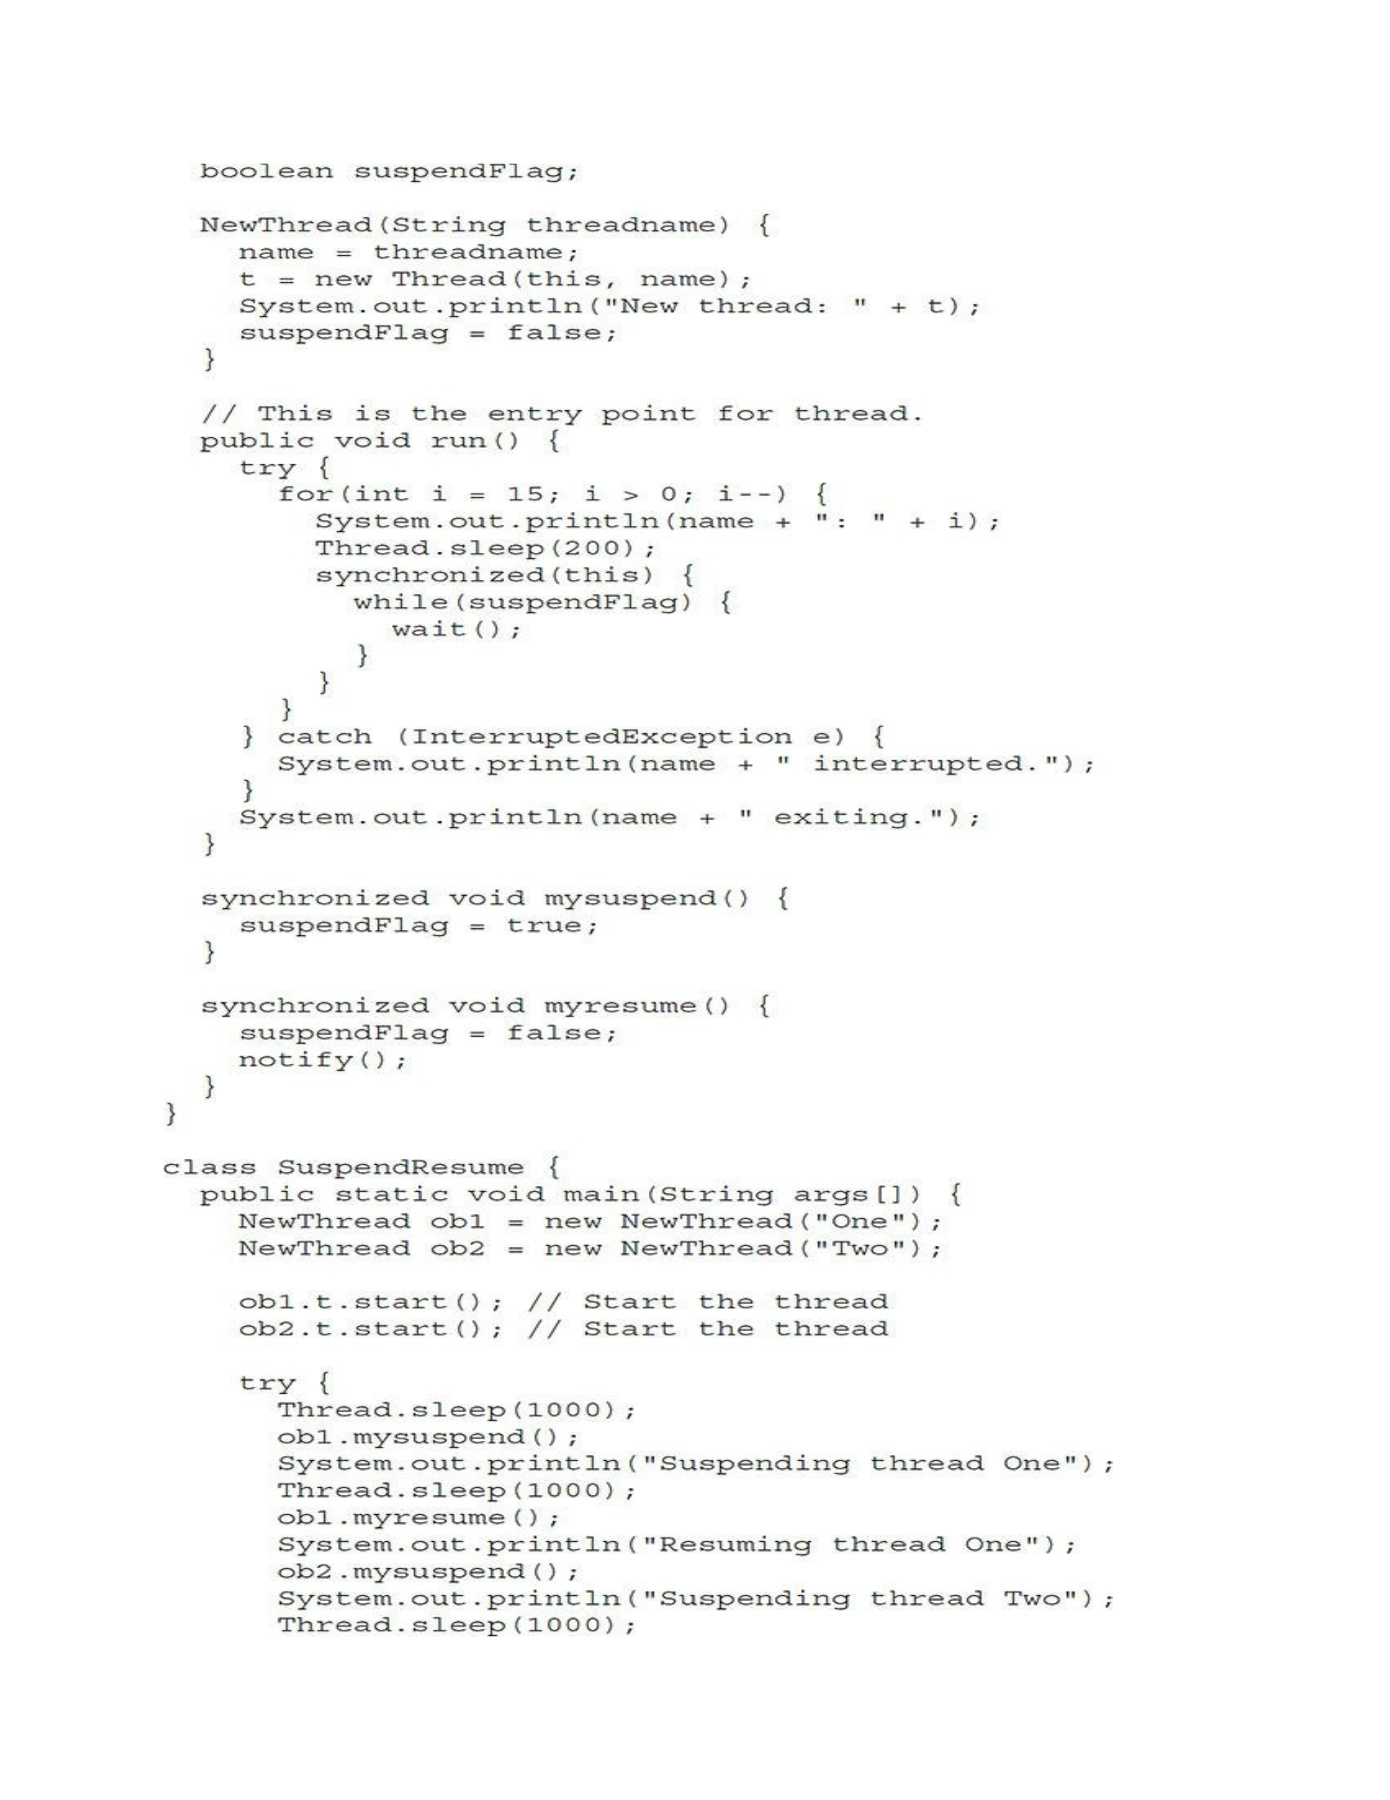 boolean suspendFlag;

NewThread(String threadname) {
name = threadname;
t = new Thread(this, name);
System.out.println("New thread: " + t);
suspendFlag = false;
}

// This is the entry point for thread.
public void run() {
try {
for(int i = 15; i > 0; i--) {
System.out.println(name + ": " + i);
Thread.sleep(200);
synchronized(this) {
while(suspendFlag) {
wait();
}
}
}
} catch (InterruptedException e) {
System.out.println(name + " interrupted.");
}
System.out.println(name + " exiting.");
}

synchronized void mysuspend() {
suspendFlag = true;
}

synchronized void myresume() {
suspendFlag = false;
notify();
}
}

class SuspendResume {
public static void main(String args[]) {
NewThread ob1 = new NewThread("One");
NewThread ob2 = new NewThread("Two");

ob1.t.start(); // Start the thread
ob2.t.start(); // Start the thread

try {
Thread.sleep(1000);
ob1.mysuspend();
System.out.println("Suspending thread One");
Thread.sleep(1000);
ob1.myresume();
System.out.println("Resuming thread One");
ob2.mysuspend();
System.out.println("Suspending thread Two");
Thread.sleep(1000);